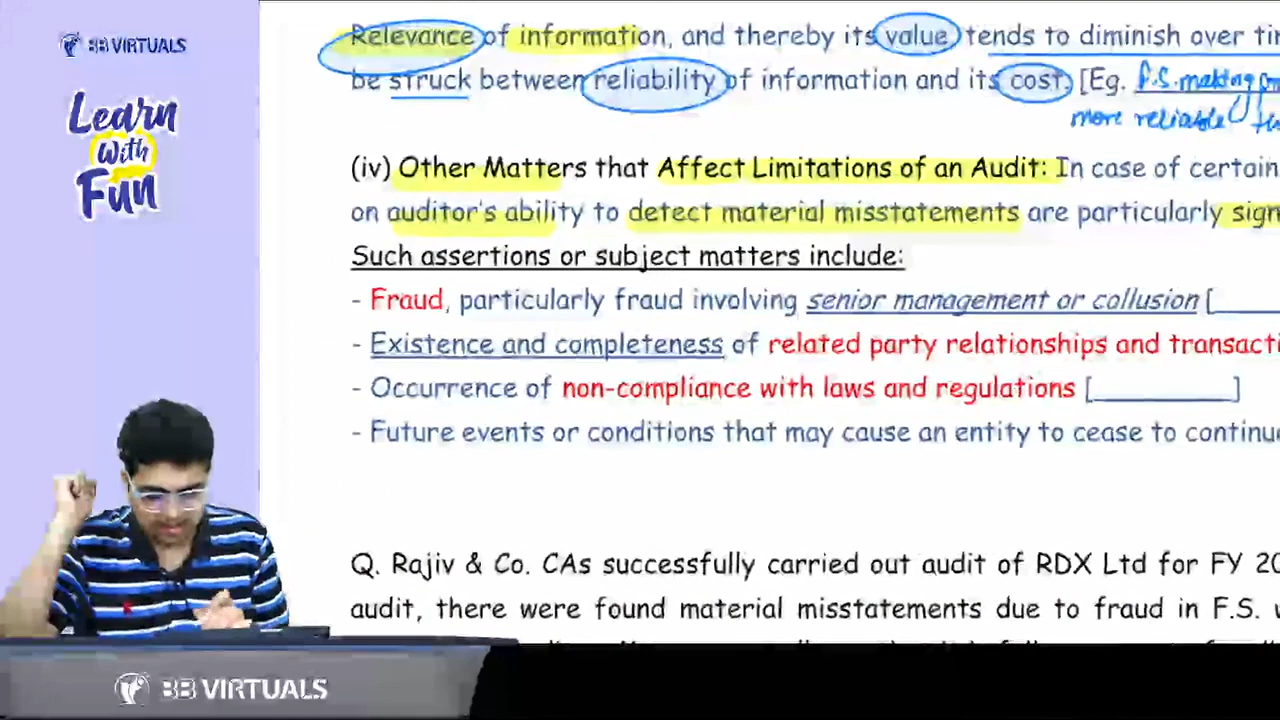 BB VIRTUALS
Learn
with
Fun
Relevance of information, and thereby its value tends to diminish over
be struck between reliability of information and its cost. [Eg. f.s. making
more reliable
(iv) Other Matters that Affect Limitations of an Audit: In case of certain
on auditor's ability to detect material misstatements are particularly
Such assertions or subject matters include:
- Fraud, particularly fraud involving senior management or collusion [
- Existence and completeness of related party relationships and
- Occurrence of non-compliance with laws and regulations [__________]
- Future events or conditions that may cause an entity to cease to
Q. Rajiv & Co. CAs successfully carried out audit of RDX Ltd for FY
audit, there were found material misstatements due to fraud in F.S.
BB VIRTUALS